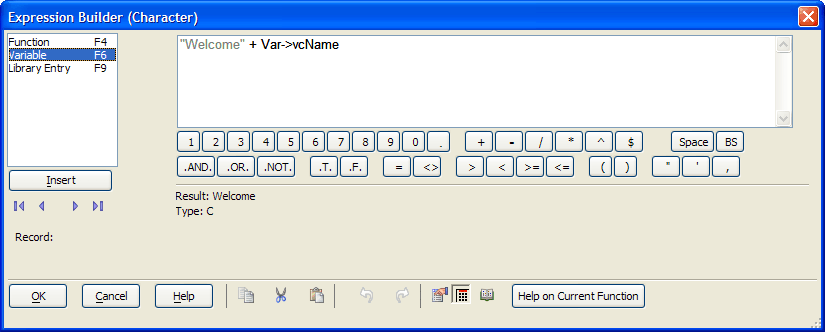 Expression Builder (Character)
Function F4
Variable F6
Library Entry F9
"Welcome" + Var->vcName
1 2 3 4 5 6 7 8 9 0 . + - / * ^ $ Space BS
.AND. .OR. .NOT. .T. .F. = <> > < >= <= ( ) " ' ,
Insert
Result: Welcome
Type: C
Record:
OK Cancel Help Help on Current Function